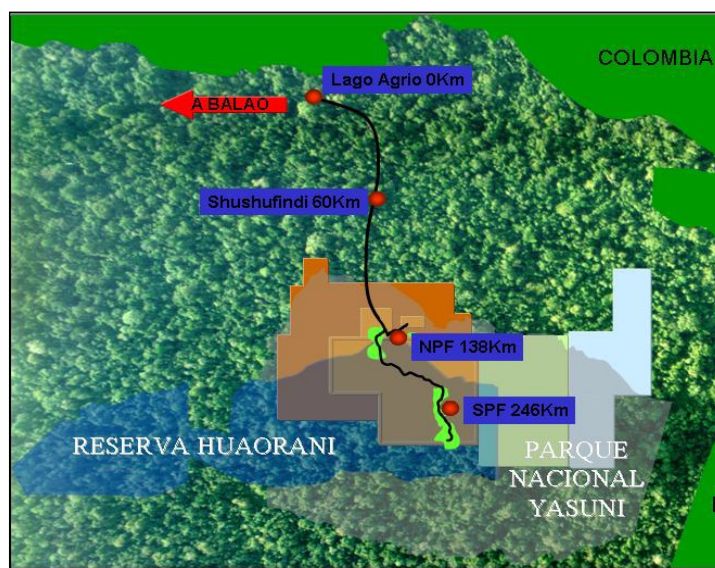 COLOMBIA
Lago Agrio 0Km
A BALAO
Shushufindi 60Km
NPF 138Km
SPF 246Km
RESERVA HUAORANI
PARQUE
NACIONAL
YASUNI